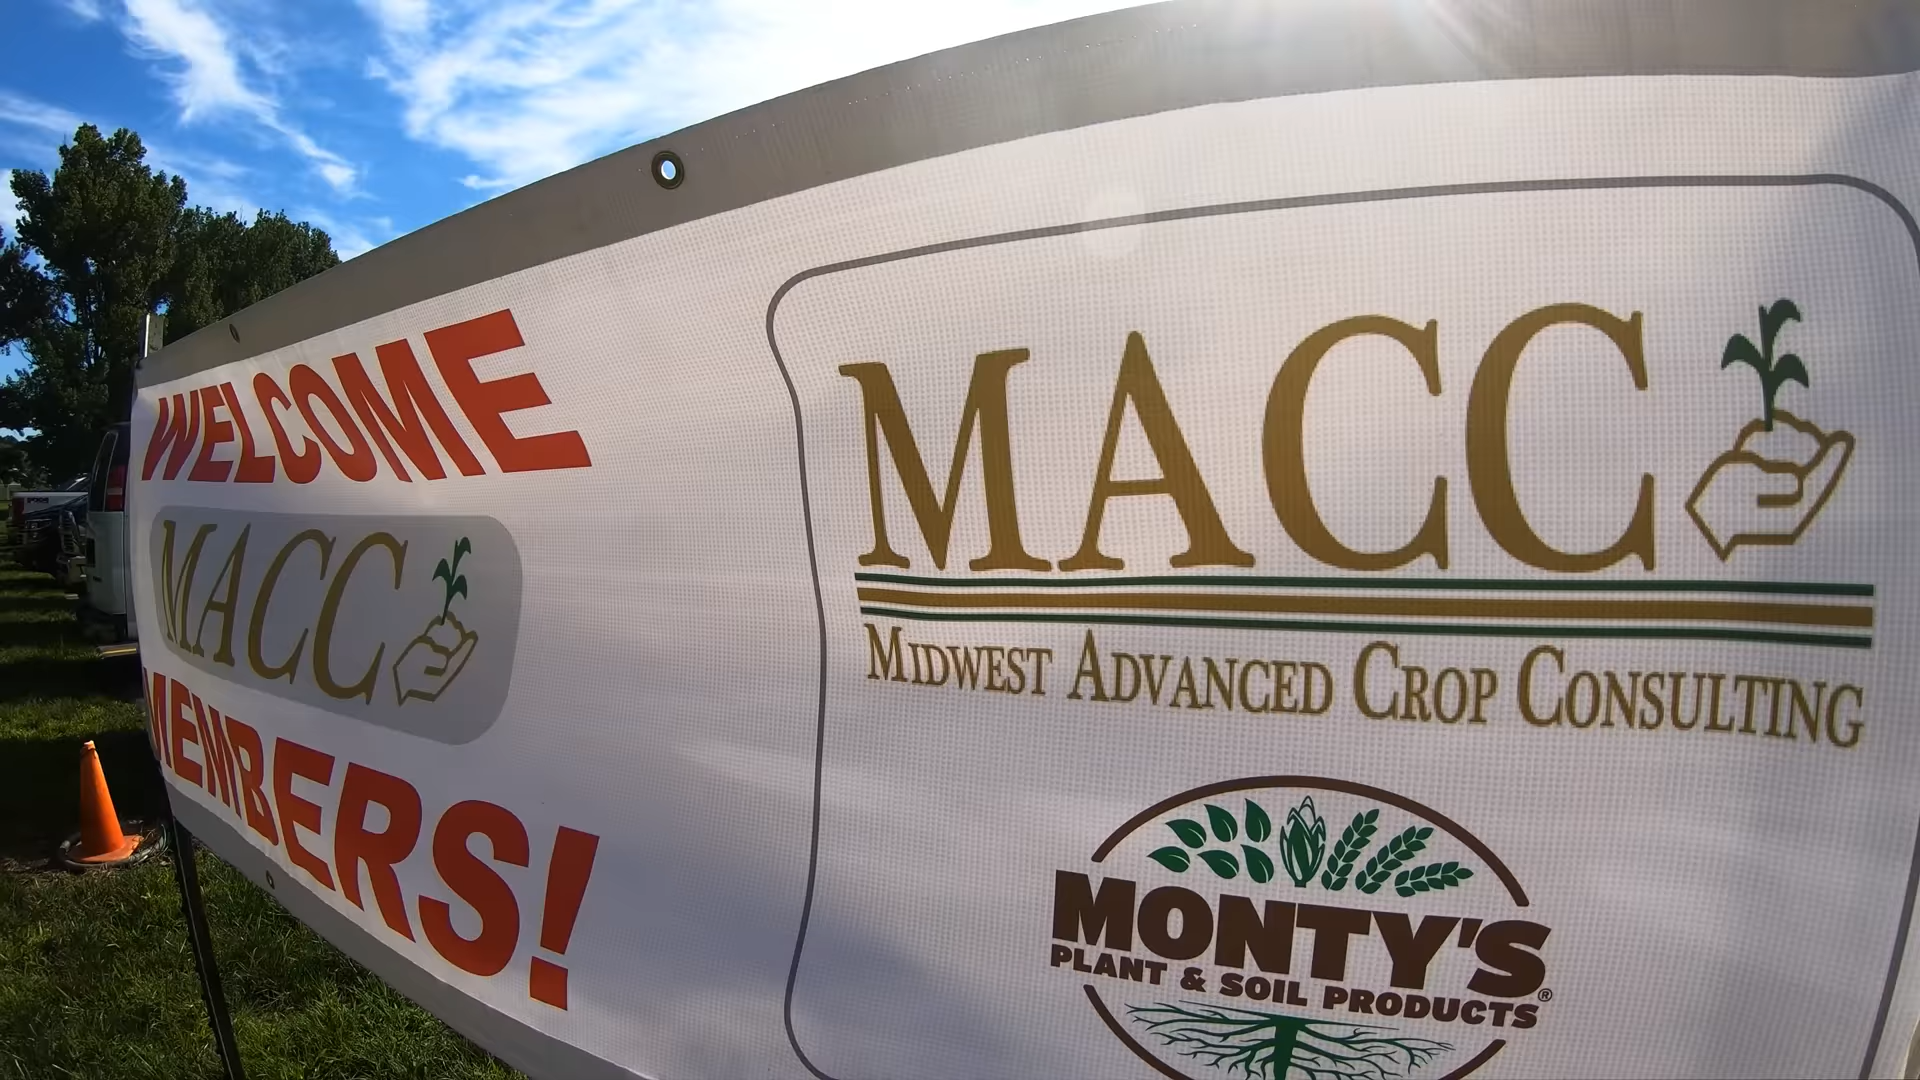 WELCOME
MACC
MEMBERS!
MACC
MIDWEST ADVANCED CROP CONSULTING
MONTY'S
PLANT & SOIL PRODUCTS®